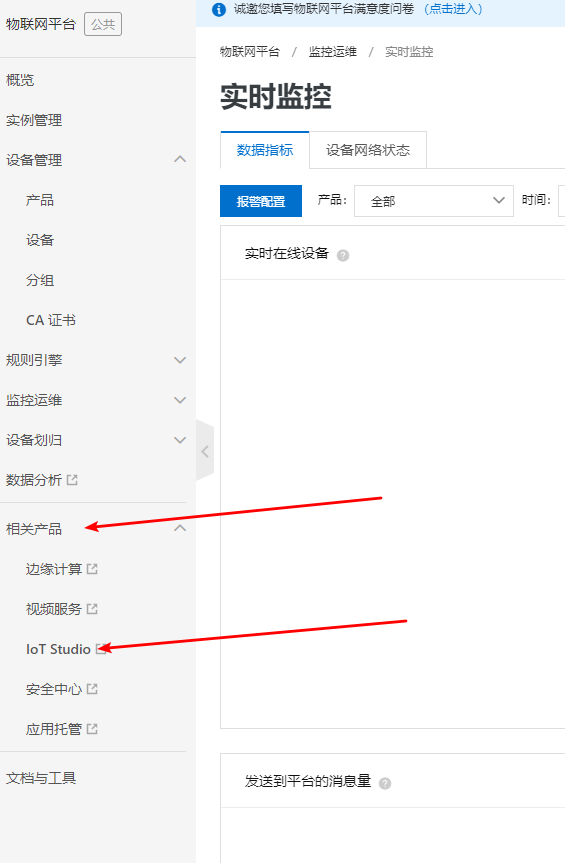 物联网平台 公共
概览
实例管理
设备管理
产品
设备
分组
CA 证书
规则引擎
监控运维
设备划归
数据分析
相关产品
边缘计算
视频服务
IoT Studio
安全中心
应用托管
文档与工具
诚邀您填写物联网平台满意度问卷 (点击进入)
物联网平台 / 监控运维 / 实时监控
实时监控
数据指标 设备网络状态
报警配置 产品: 全部 时间:
实时在线设备 ?
发送到平台的消息量 ?